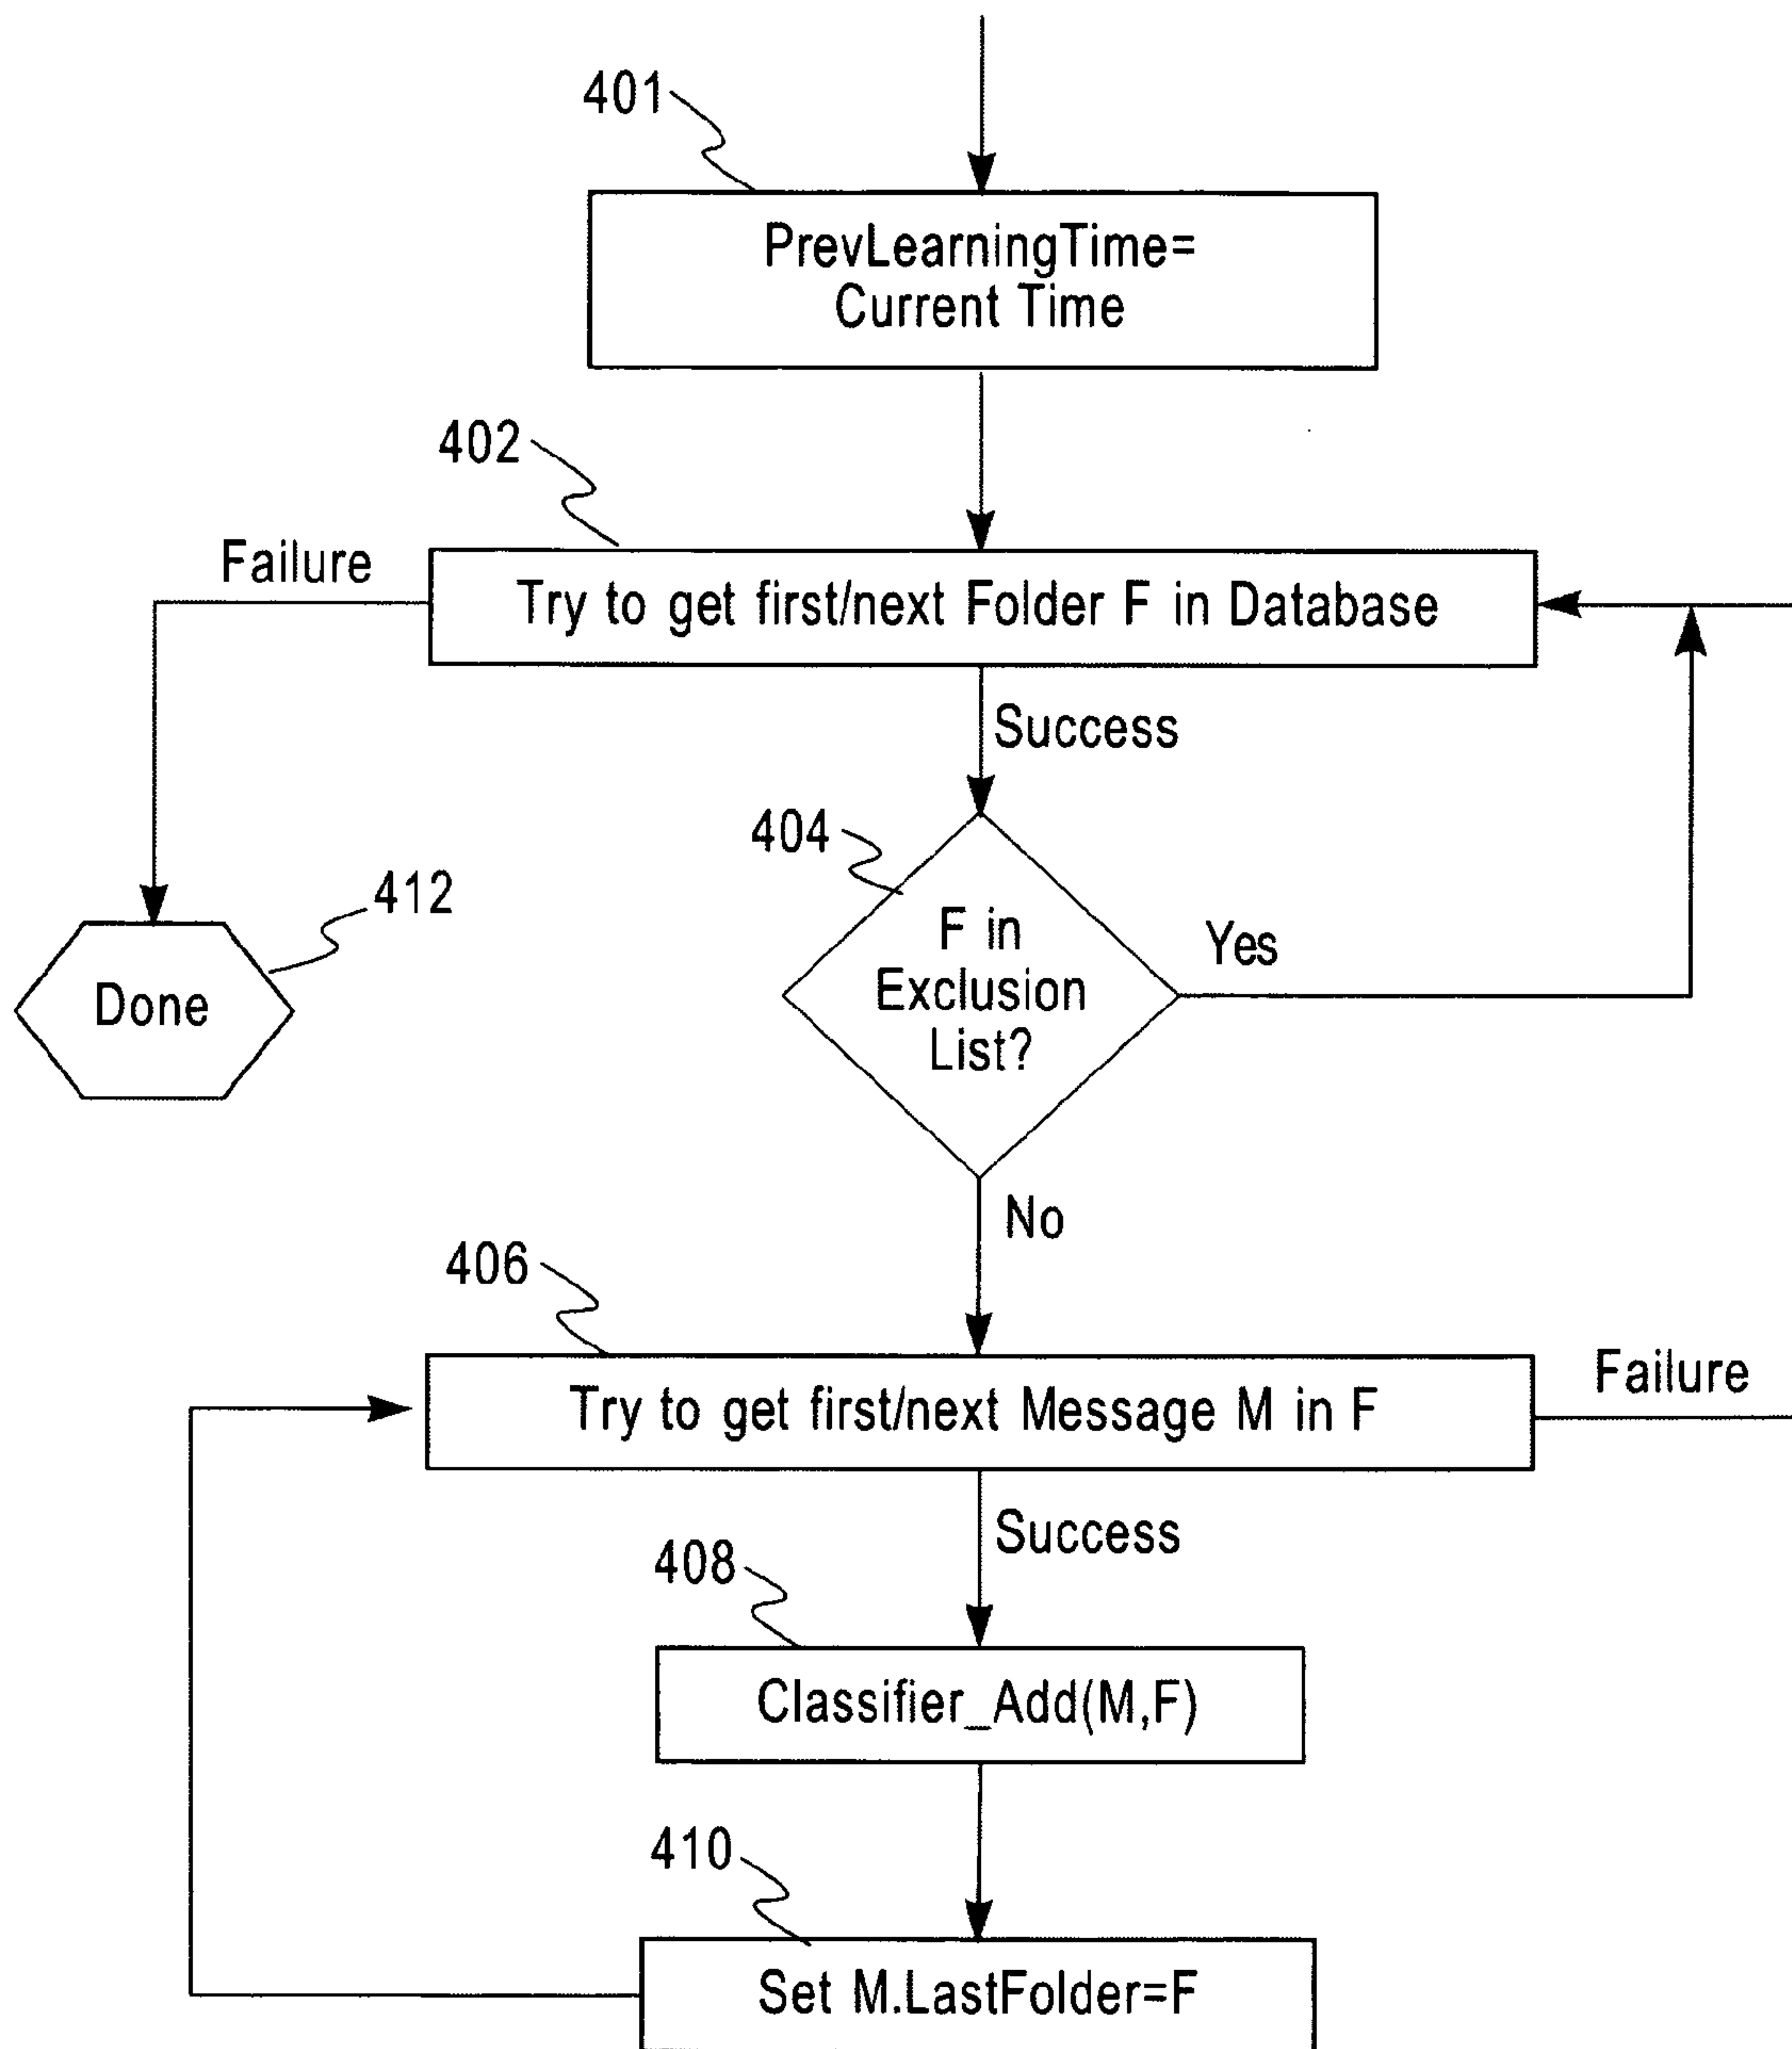 401
PrevLearningTime=
Current Time
402
Failure
Try to get first/next Folder F in Database
Success
404
412
F in
Exclusion
List?
Yes
Done
No
406
Failure
Try to get first/next Message M in F
Success
408
Classifier_Add(M,F)
410
Set M.LastFolder=F